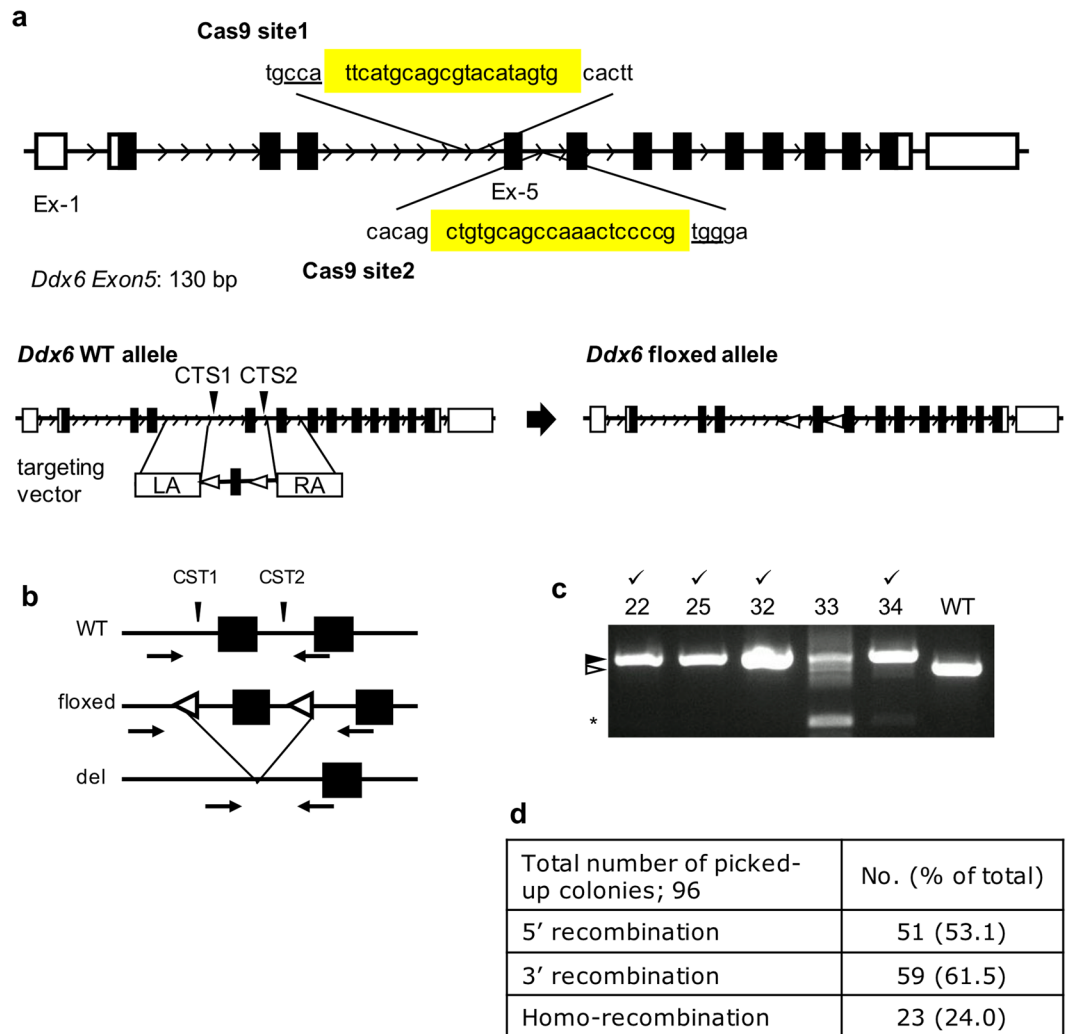 a
Cas9 site1
tgcca ttcatgcagcgtacatagtg cactt
Ex-1
Ex-5
cacag ctgtgcagccaaactccccg tggga
Cas9 site2
Ddx6 Exon5: 130 bp
Ddx6 WT allele
Ddx6 floxed allele
CTS1 CTS2
targeting
vector
LA
RA
b
CST1 CST2
WT
floxed
del
c
✓ ✓ ✓ ✓
22 25 32 33 34 WT
*
d
Total number of picked-
up colonies; 96
No. (% of total)
5′ recombination 51 (53.1)
3′ recombination 59 (61.5)
Homo-recombination 23 (24.0)